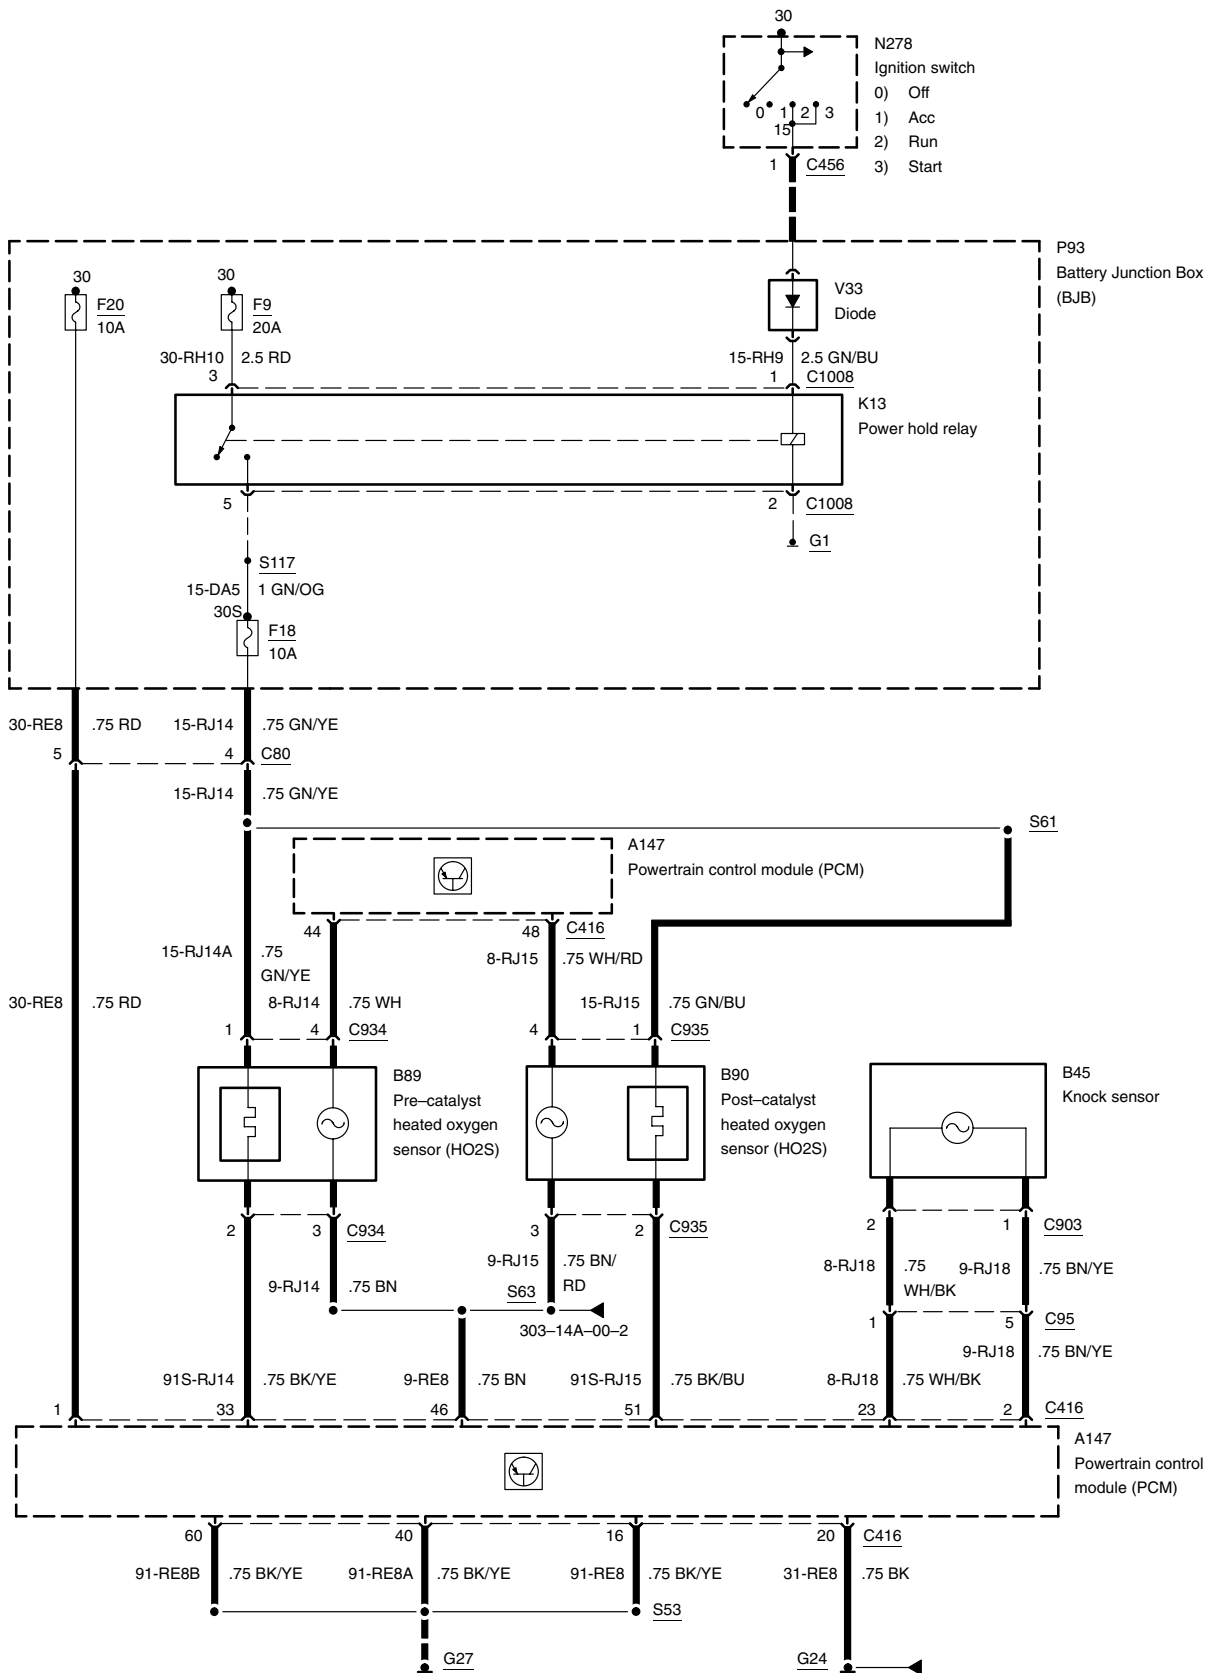 30
N278
Ignition switch
0) Off
1) Acc
2) Run
3) Start
0 1 2 3
15
1 C456
P93
Battery Junction Box
(BJB)
30
F20
10A
30
F9
20A
V33
Diode
30-RH10 2.5 RD
15-RH9 2.5 GN/BU
3
1 C1008
K13
Power hold relay
5
2 C1008
G1
S117
15-DA5 1 GN/OG
30S
F18
10A
30-RE8 .75 RD
15-RJ14 .75 GN/YE
5
4 C80
15-RJ14 .75 GN/YE
S61
A147
Powertrain control module (PCM)
44
48 C416
15-RJ14A .75
GN/YE
8-RJ15 .75 WH/RD
30-RE8 .75 RD
8-RJ14 .75 WH
15-RJ15 .75 GN/BU
1
4 C934
4
1 C935
B89
Pre–catalyst
heated oxygen
sensor (HO2S)
B90
Post–catalyst
heated oxygen
sensor (HO2S)
B45
Knock sensor
2
3 C934
3
2 C935
2
1 C903
9-RJ14 .75 BN
9-RJ15 .75 BN/
RD
8-RJ18 .75
WH/BK
9-RJ18 .75 BN/YE
S63
303–14A–00–2
1
5 C95
9-RJ18 .75 BN/YE
91S-RJ14 .75 BK/YE
9-RE8 .75 BN
91S-RJ15 .75 BK/BU
8-RJ18 .75 WH/BK
1
33
46
51
23
2 C416
A147
Powertrain control
module (PCM)
60
40
16
20 C416
91-RE8B .75 BK/YE
91-RE8A .75 BK/YE
91-RE8 .75 BK/YE
31-RE8 .75 BK
S53
G27
G24